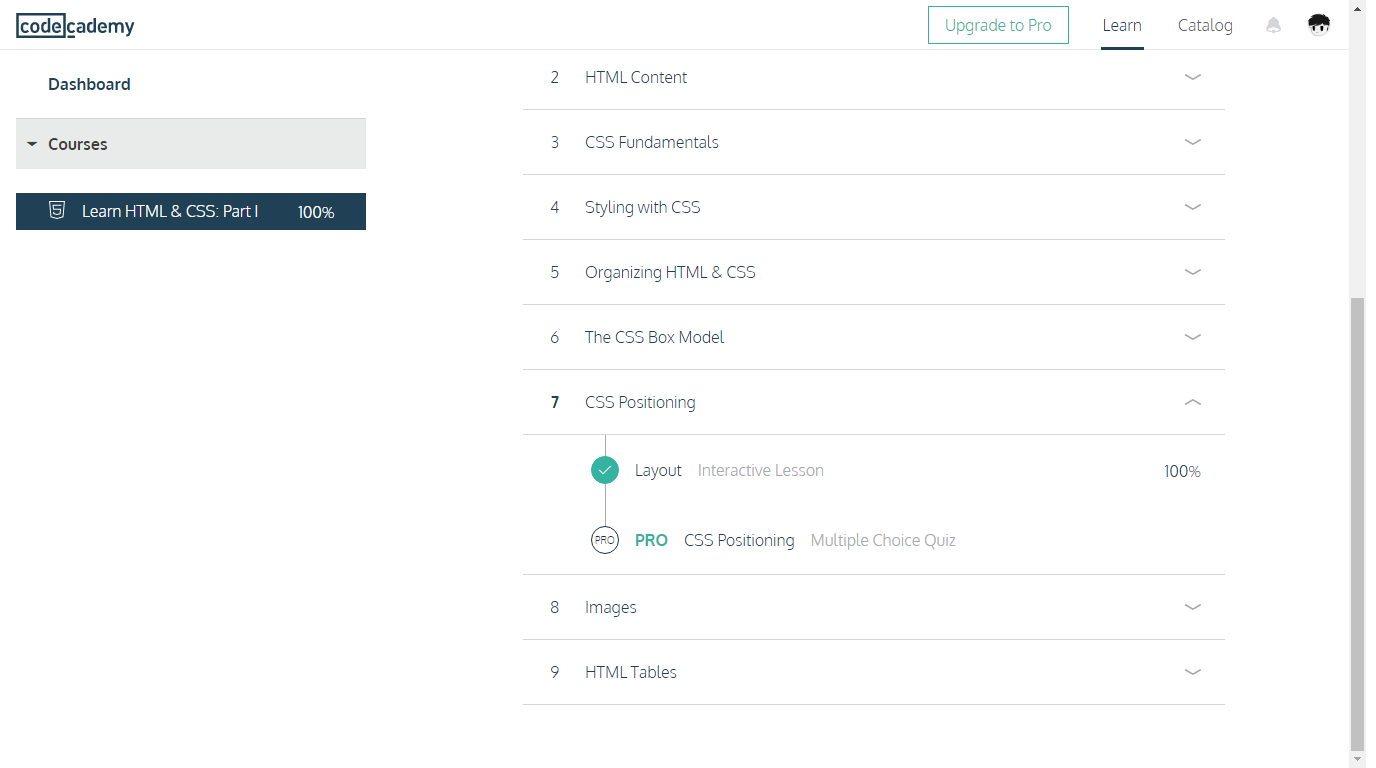 codecademy
Upgrade to Pro
Learn
Catalog
Dashboard
Courses
Learn HTML & CSS: Part I 100%
2 HTML Content
3 CSS Fundamentals
4 Styling with CSS
5 Organizing HTML & CSS
6 The CSS Box Model
7 CSS Positioning
Layout Interactive Lesson 100%
PRO PRO CSS Positioning Multiple Choice Quiz
8 Images
9 HTML Tables